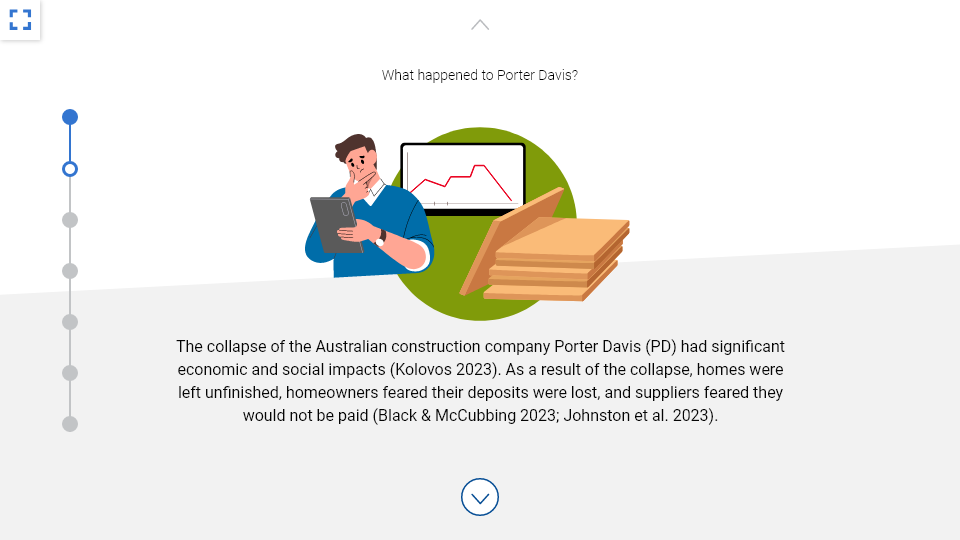 What happened to Porter Davis?
The collapse of the Australian construction company Porter Davis (PD) had significant
economic and social impacts (Kolovos 2023). As a result of the collapse, homes were
left unfinished, homeowners feared their deposits were lost, and suppliers feared they
would not be paid (Black & McCubbing 2023; Johnston et al. 2023).